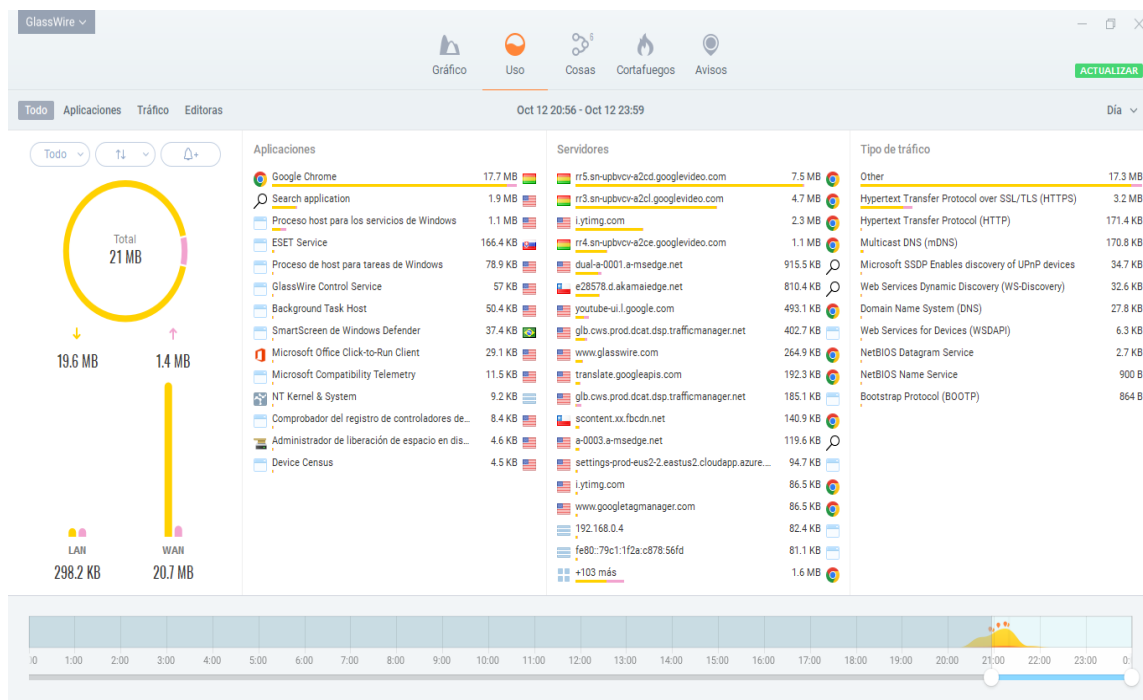 GlassWire
Gráfico
Uso
6
Cosas
Cortafuegos
Avisos
ACTUALIZAR
Todo Aplicaciones Tráfico Editoras
Oct 12 20:56 - Oct 12 23:59
Día
Todo
Total
21 MB
19.6 MB
1.4 MB
LAN
298.2 KB
WAN
20.7 MB
Aplicaciones
Google Chrome 17.7 MB
Search application 1.9 MB
Proceso host para los servicios de Windows 1.1 MB
ESET Service 166.4 KB
Proceso de host para tareas de Windows 78.9 KB
GlassWire Control Service 57 KB
Background Task Host 50.4 KB
SmartScreen de Windows Defender 37.4 KB
Microsoft Office Click-to-Run Client 29.1 KB
Microsoft Compatibility Telemetry 11.5 KB
NT Kernel & System 9.2 KB
Comprobador del registro de controladores de... 8.4 KB
Administrador de liberación de espacio en dis... 4.6 KB
Device Census 4.5 KB
Servidores
rr5.sn-upbvcv-a2cd.googlevideo.com 7.5 MB
rr3.sn-upbvcv-a2cl.googlevideo.com 4.7 MB
i.ytimg.com 2.3 MB
rr4.sn-upbvcv-a2ce.googlevideo.com 1.1 MB
dual-a-0001.a-msedge.net 915.5 KB
e28578.d.akamaiedge.net 810.4 KB
youtube-ui.l.google.com 493.1 KB
glb.cws.prod.dcat.dsp.trafficmanager.net 402.7 KB
www.glasswire.com 264.9 KB
translate.googleapis.com 192.3 KB
glb.cws.prod.dcat.dsp.trafficmanager.net 185.1 KB
scontent.xx.fbcdn.net 140.9 KB
a-0003.a-msedge.net 119.6 KB
settings-prod-eus2-2.eastus2.cloudapp.azure... 94.7 KB
i.ytimg.com 86.5 KB
www.googletagmanager.com 86.5 KB
192.168.0.4 82.4 KB
fe80::79c1:1f2a:c878:56fd 81.1 KB
+103 más 1.6 MB
Tipo de tráfico
Other 17.3 MB
Hypertext Transfer Protocol over SSL/TLS (HTTPS) 3.2 MB
Hypertext Transfer Protocol (HTTP) 171.4 KB
Multicast DNS (mDNS) 170.8 KB
Microsoft SSDP Enables discovery of UPnP devices 34.7 KB
Web Services Dynamic Discovery (WS-Discovery) 32.6 KB
Domain Name System (DNS) 27.8 KB
Web Services for Devices (WSDAPI) 6.3 KB
NetBIOS Datagram Service 2.7 KB
NetBIOS Name Service 900 B
Bootstrap Protocol (BOOTP) 864 B
1:00 2:00 3:00 4:00 5:00 6:00 7:00 8:00 9:00 10:00 11:00 12:00 13:00 14:00 15:00 16:00 17:00 18:00 19:00 20:00 21:00 22:00 23:00